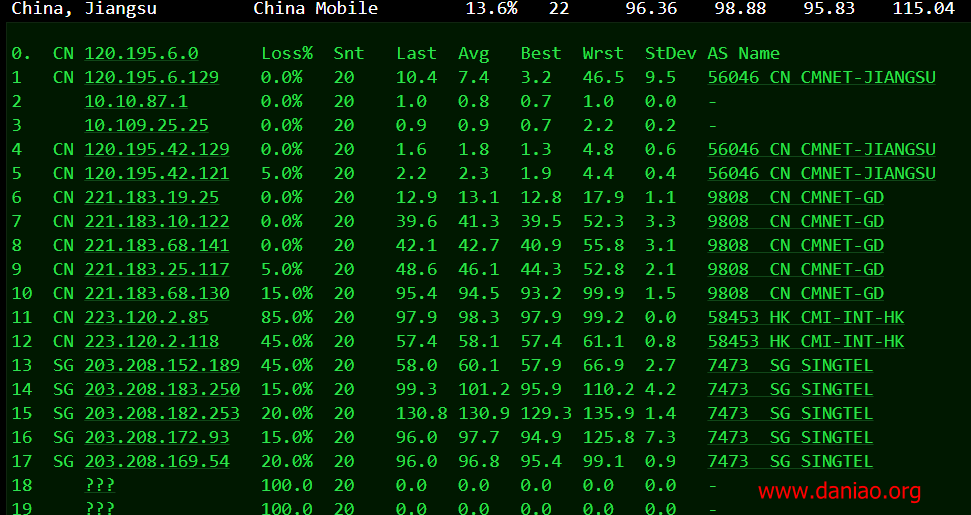 China, Jiangsu China Mobile 13.6% 22 96.36 98.88 95.83 115.04
0. CN 120.195.6.0 Loss% Snt Last Avg Best Wrst StDev AS Name
1 CN 120.195.6.129 0.0% 20 10.4 7.4 3.2 46.5 9.5 56046 CN CMNET-JIANGSU
2 10.10.87.1 0.0% 20 1.0 0.8 0.7 1.0 0.0 -
3 10.109.25.25 0.0% 20 0.9 0.9 0.7 2.2 0.2 -
4 CN 120.195.42.129 0.0% 20 1.6 1.8 1.3 4.8 0.6 56046 CN CMNET-JIANGSU
5 CN 120.195.42.121 5.0% 20 2.2 2.3 1.9 4.4 0.4 56046 CN CMNET-JIANGSU
6 CN 221.183.19.25 0.0% 20 12.9 13.1 12.8 17.9 1.1 9808 CN CMNET-GD
7 CN 221.183.10.122 0.0% 20 39.6 41.3 39.5 52.3 3.3 9808 CN CMNET-GD
8 CN 221.183.68.141 0.0% 20 42.1 42.7 40.9 55.8 3.1 9808 CN CMNET-GD
9 CN 221.183.25.117 5.0% 20 48.6 46.1 44.3 52.8 2.1 9808 CN CMNET-GD
10 CN 221.183.68.130 15.0% 20 95.4 94.5 93.2 99.9 1.5 9808 CN CMNET-GD
11 CN 223.120.2.85 85.0% 20 97.9 98.3 97.9 99.2 0.0 58453 HK CMI-INT-HK
12 CN 223.120.2.118 45.0% 20 57.4 58.1 57.4 61.1 0.8 58453 HK CMI-INT-HK
13 SG 203.208.152.189 45.0% 20 58.0 60.1 57.9 66.9 2.7 7473 SG SINGTEL
14 SG 203.208.183.250 15.0% 20 99.3 101.2 95.9 110.2 4.2 7473 SG SINGTEL
15 SG 203.208.182.253 20.0% 20 130.8 130.9 129.3 135.9 1.4 7473 SG SINGTEL
16 SG 203.208.172.93 15.0% 20 96.0 97.7 94.9 125.8 7.3 7473 SG SINGTEL
17 SG 203.208.169.54 20.0% 20 96.0 96.8 95.4 99.1 0.9 7473 SG SINGTEL
18 ??? 100.0 20 0.0 0.0 0.0 0.0 0.0 -
19 ??? 100.0 20 0.0 0.0 0.0 0.0 0.0 -
www.daniao.org